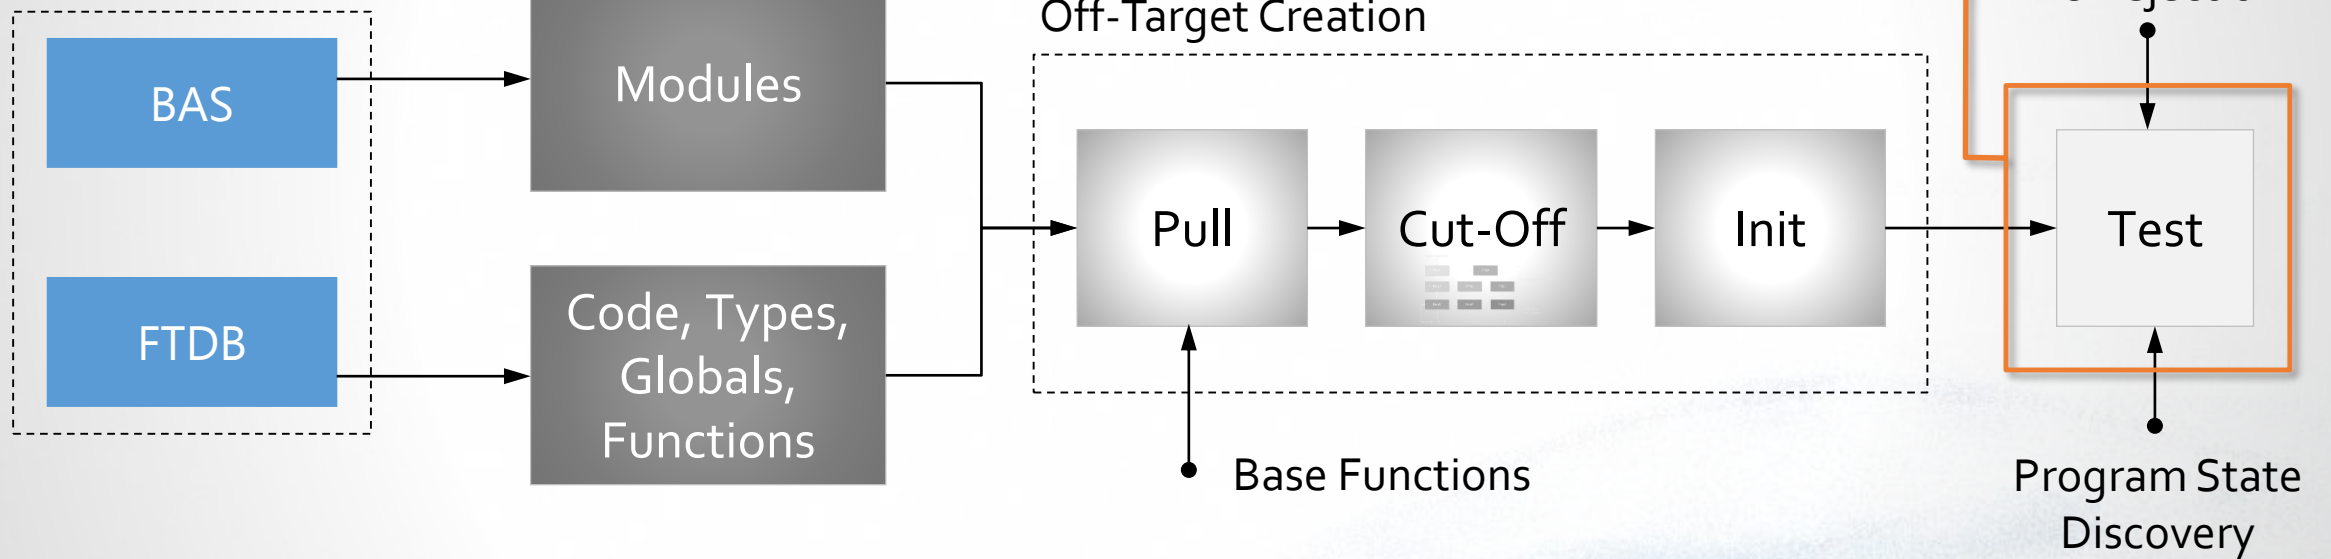 Off-Target Creation
BAS
Modules
Pull
Cut-Off
Init
Test
FTDB
Code, Types,
Globals,
Functions
Base Functions
Program State
Discovery